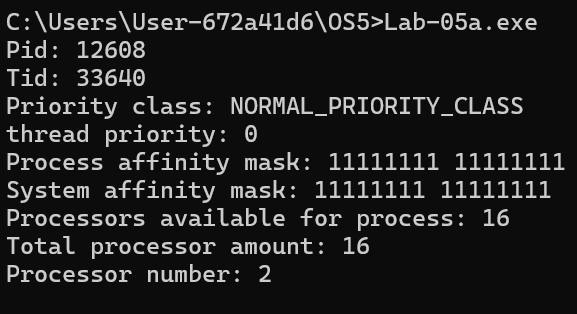 C:\Users\User-672a41d6\OS5>Lab-05a.exe
Pid: 12608
Tid: 33640
Priority class: NORMAL_PRIORITY_CLASS
thread priority: 0
Process affinity mask: 11111111 11111111
System affinity mask: 11111111 11111111
Processors available for process: 16
Total processor amount: 16
Processor number: 2